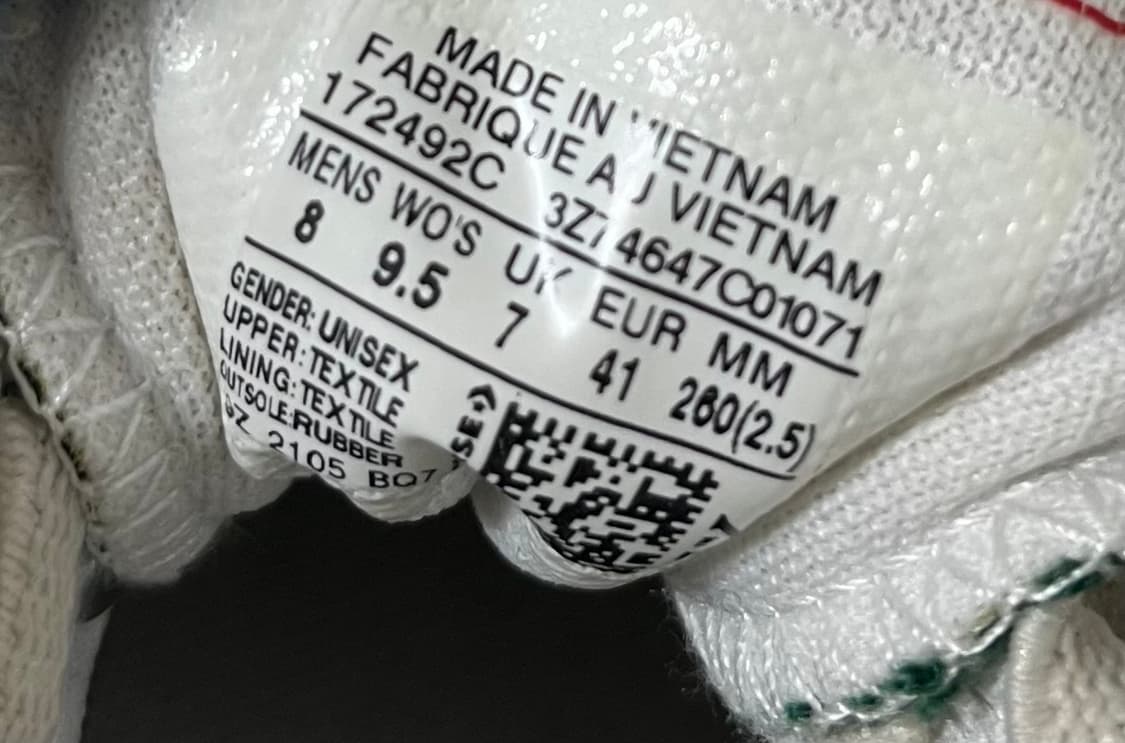 MADE IN VIETNAM
FABRIQUE AU VIETNAM
172492C 3Z74647C01071
MENS WO'S UK EUR MM
8 9.5 7 41 260(2.5)
GENDER: UNISEX
UPPER: TEXTILE
LINING: TEXTILE
OUTSOLE:RUBBER
2105 BQ7